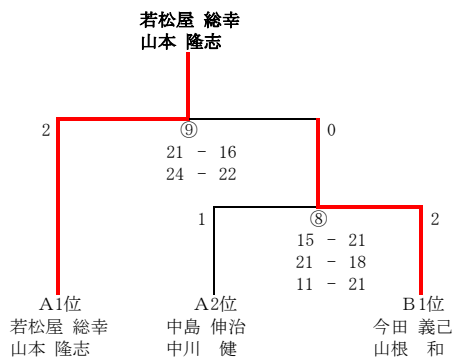 若松屋 総幸
山本 隆志
2 ⑨ 0
21 － 16
24 － 22
1 ⑧ 2
15 － 21
21 － 18
11 － 21
A1位 A2位 B1位
若松屋 総幸 中島 伸治 今田 義己
山本 隆志 中川　健 山根　和